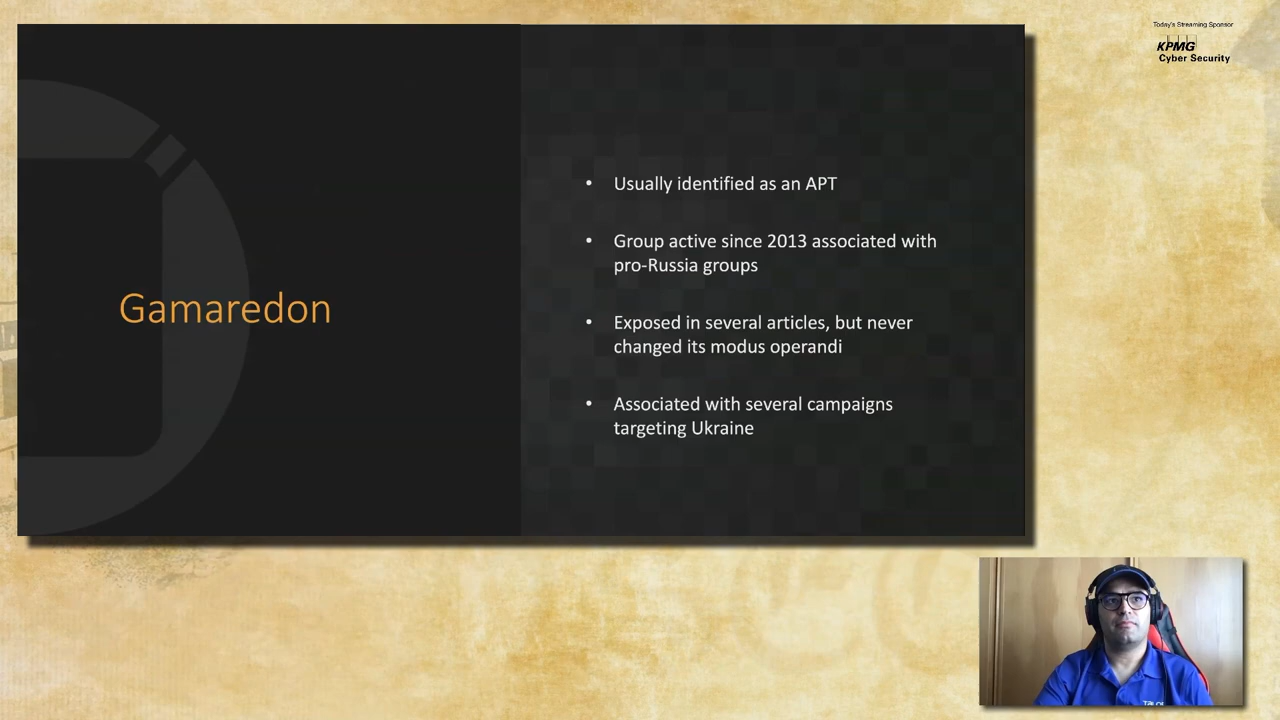 Today's Streaming Sponsor
KPMG
Cyber Security
Gamaredon
• Usually identified as an APT
• Group active since 2013 associated with
pro-Russia groups
• Exposed in several articles, but never
changed its modus operandi
• Associated with several campaigns
targeting Ukraine